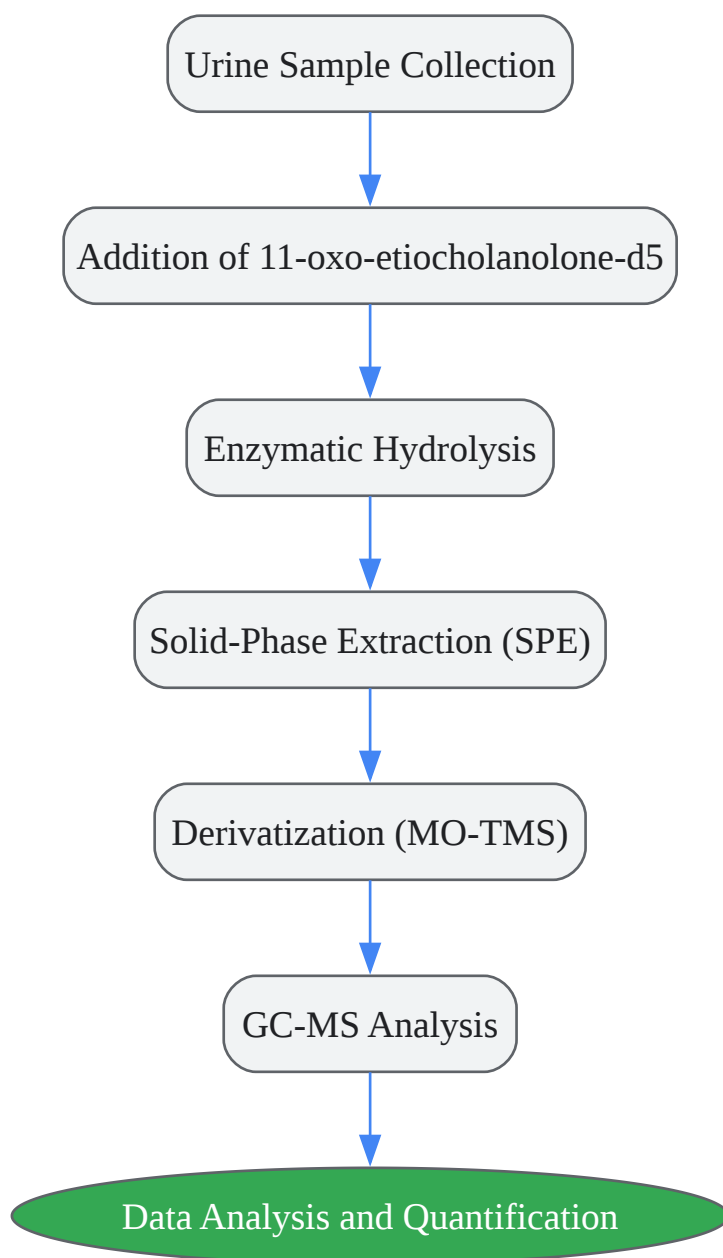 Urine Sample Collection
Addition of 11-oxo-etiocholanolone-d5
Enzymatic Hydrolysis
Solid-Phase Extraction (SPE)
Derivatization (MO-TMS)
GC-MS Analysis
Data Analysis and Quantification